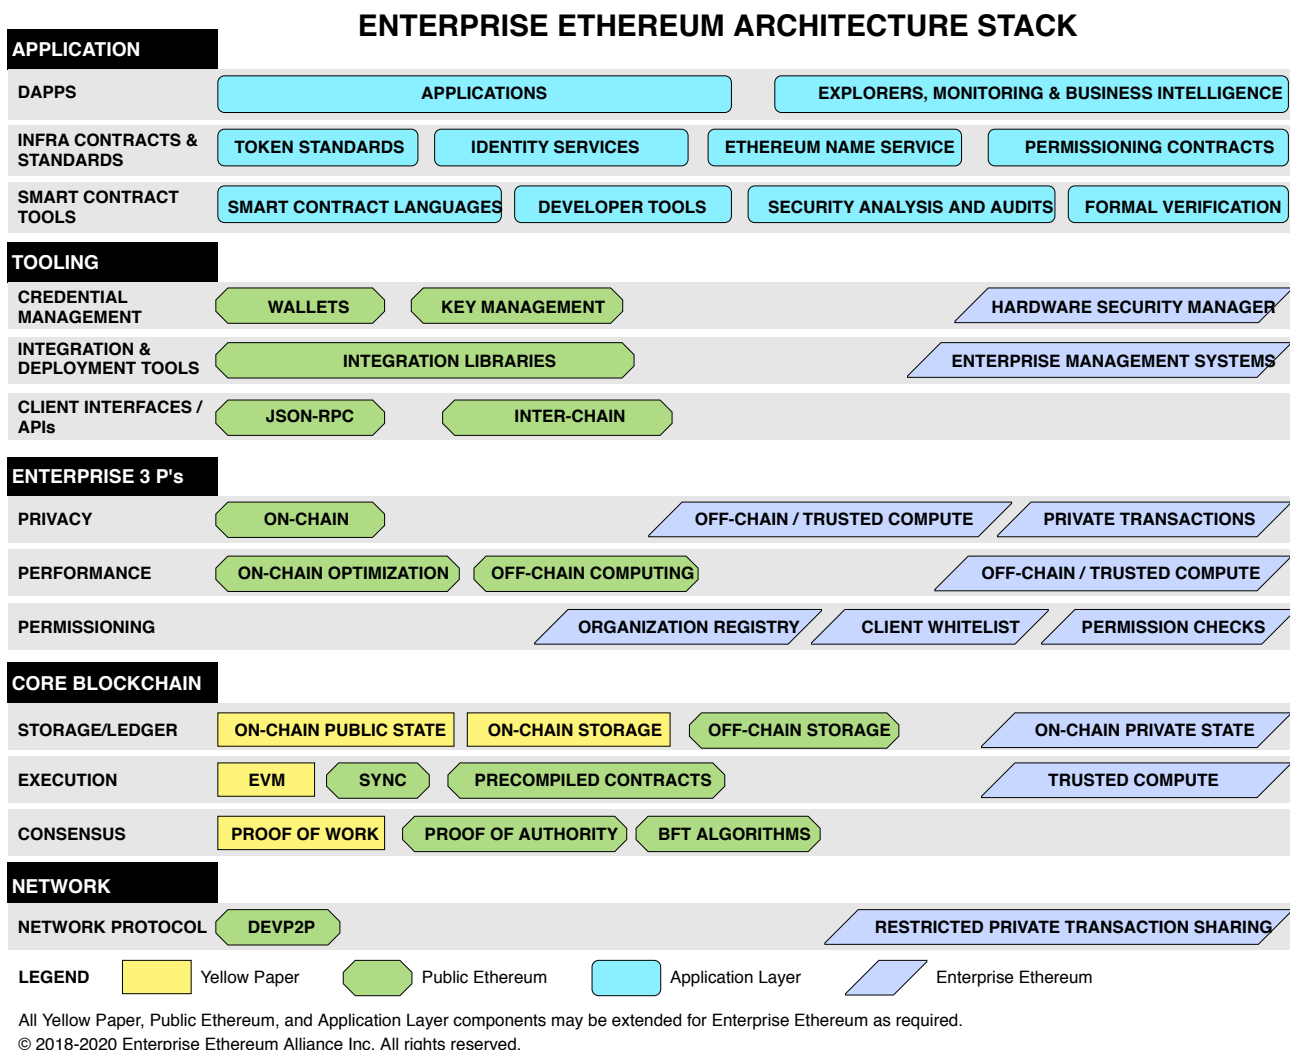 ENTERPRISE ETHEREUM ARCHITECTURE STACK
APPLICATION
DAPPS
APPLICATIONS
EXPLORERS, MONITORING & BUSINESS INTELLIGENCE
INFRA CONTRACTS &
STANDARDS
TOKEN STANDARDS
IDENTITY SERVICES
ETHEREUM NAME SERVICE
PERMISSIONING CONTRACTS
SMART CONTRACT
TOOLS
SMART CONTRACT LANGUAGES
DEVELOPER TOOLS
SECURITY ANALYSIS AND AUDITS
FORMAL VERIFICATION
TOOLING
CREDENTIAL
MANAGEMENT
WALLETS
KEY MANAGEMENT
HARDWARE SECURITY MANAGER
INTEGRATION &
DEPLOYMENT TOOLS
INTEGRATION LIBRARIES
ENTERPRISE MANAGEMENT SYSTEMS
CLIENT INTERFACES /
APIs
JSON-RPC
INTER-CHAIN
ENTERPRISE 3 P's
PRIVACY
ON-CHAIN
OFF-CHAIN / TRUSTED COMPUTE
PRIVATE TRANSACTIONS
PERFORMANCE
ON-CHAIN OPTIMIZATION
OFF-CHAIN COMPUTING
OFF-CHAIN / TRUSTED COMPUTE
PERMISSIONING
ORGANIZATION REGISTRY
CLIENT WHITELIST
PERMISSION CHECKS
CORE BLOCKCHAIN
STORAGE/LEDGER
ON-CHAIN PUBLIC STATE
ON-CHAIN STORAGE
OFF-CHAIN STORAGE
ON-CHAIN PRIVATE STATE
EXECUTION
EVM
SYNC
PRECOMPILED CONTRACTS
TRUSTED COMPUTE
CONSENSUS
PROOF OF WORK
PROOF OF AUTHORITY
BFT ALGORITHMS
NETWORK
NETWORK PROTOCOL
DEVP2P
RESTRICTED PRIVATE TRANSACTION SHARING
LEGEND
Yellow Paper
Public Ethereum
Application Layer
Enterprise Ethereum
All Yellow Paper, Public Ethereum, and Application Layer components may be extended for Enterprise Ethereum as required.
© 2018-2020 Enterprise Ethereum Alliance Inc. All rights reserved.